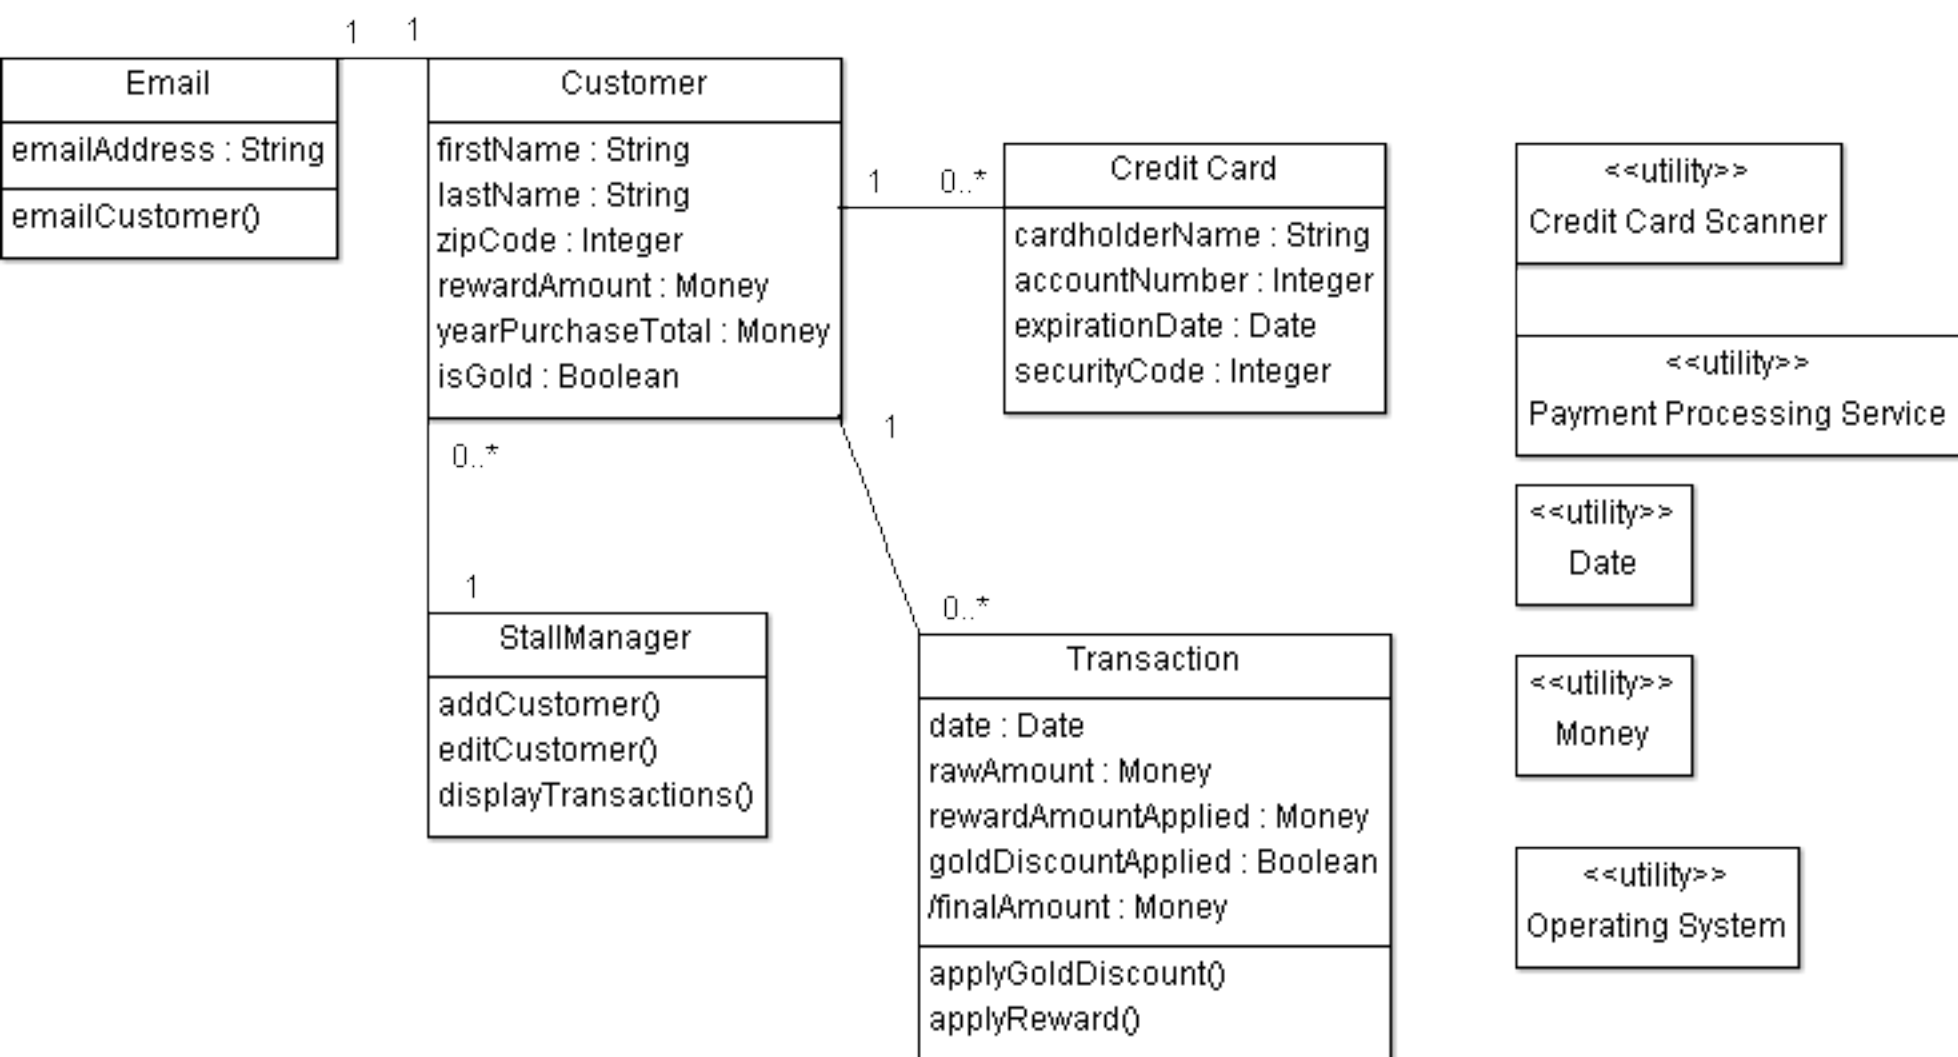 1
1
Email
emailAddress : String
emailCustomer()
Customer
firstName : String
lastName : String
zipCode : Integer
rewardAmount : Money
yearPurchaseTotal : Money
isGold : Boolean
1
0..*
Credit Card
cardholderName : String
accountNumber : Integer
expirationDate : Date
securityCode : Integer
<<utility>>
Credit Card Scanner
<<utility>>
Payment Processing Service
0..*
1
1
0..*
StallManager
addCustomer()
editCustomer()
displayTransactions()
Transaction
date : Date
rawAmount : Money
rewardAmountApplied : Money
goldDiscountApplied : Boolean
/finalAmount : Money
applyGoldDiscount()
applyReward()
<<utility>>
Date
<<utility>>
Money
<<utility>>
Operating System